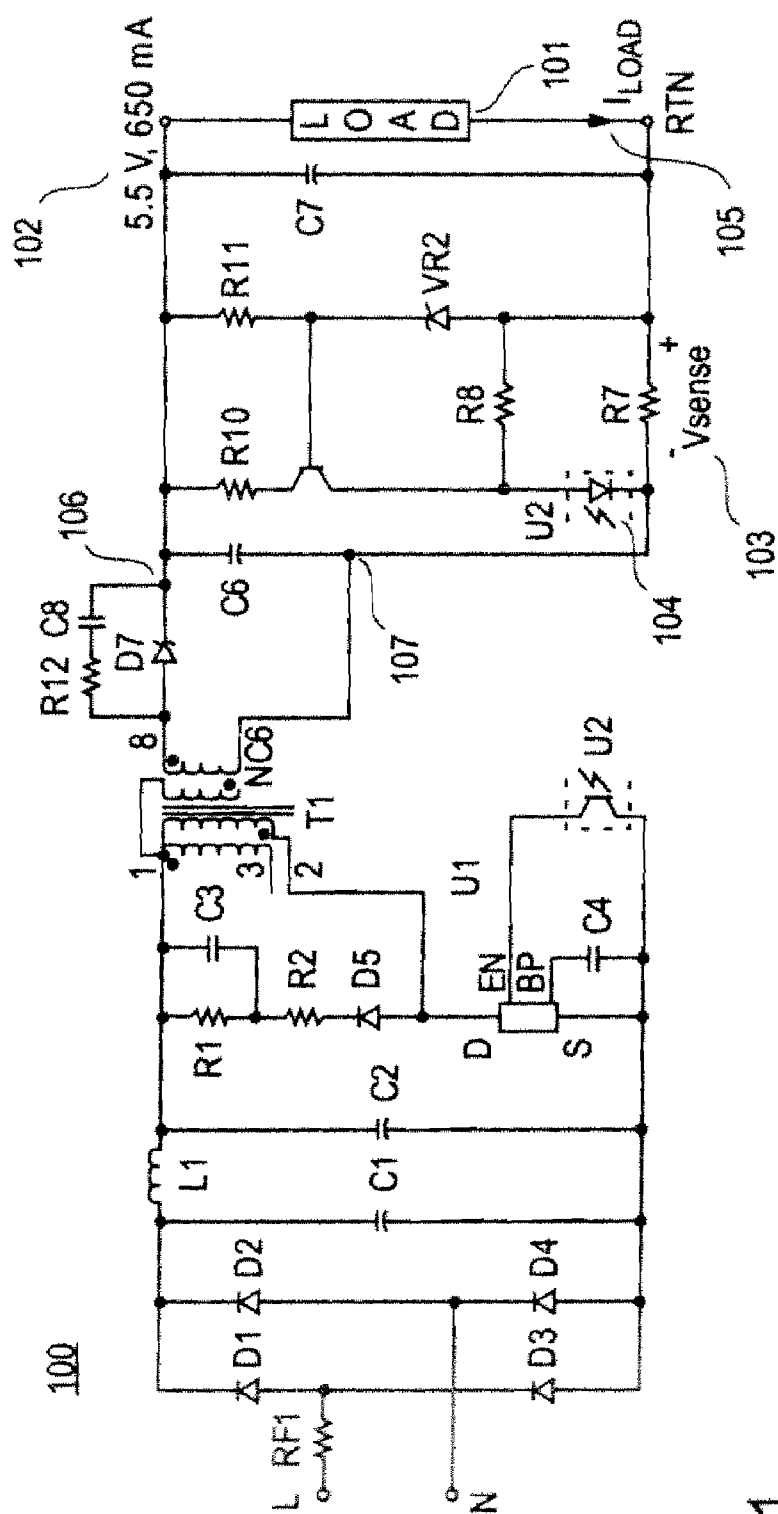 100
L
RF1
N
D1
D2
D3
D4
L1
C1
C2
R1
C3
R2
D5
D
S
EN
BP
U1
C4
U2
1
3
2
T1
NC6
8
R12
C8
D7
106
C6
107
R10
R11
U2
104
R8
VR2
R7
- Vsense +
103
C7
102
5.5 V, 650 mA
LOAD
101
ILOAD
105
RTN
1